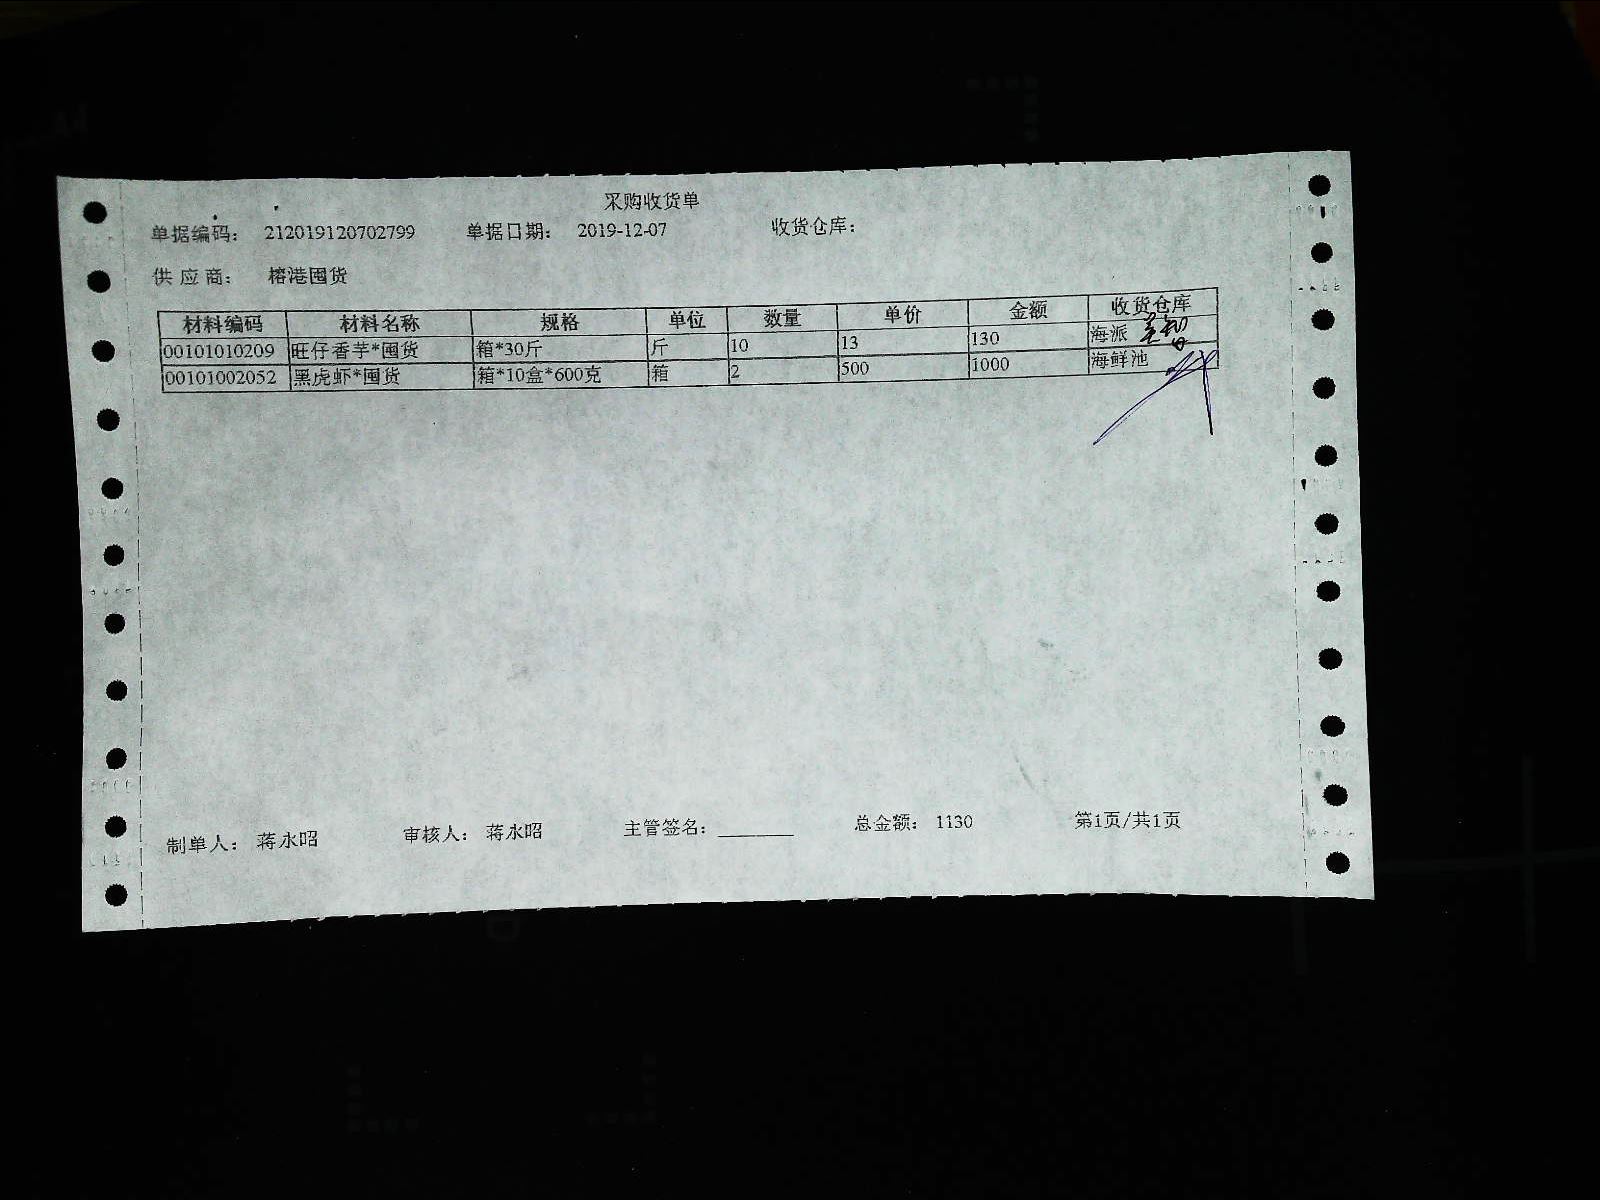 采购收货单
单据编码: 212019120702799 单据日期: 2019-12-07 收货仓库:
供应商: 榕港囤货
材料编码 材料名称 规格 单位 数量 单价 金额 收货仓库
00101010209 旺仔香芋*囤货 箱*30斤 斤 10 13 130 海派
00101002052 黑虎虾*囤货 箱*10盒*600克 箱 2 500 1000 海鲜池
制单人: 蒋永昭 审核人: 蒋永昭 主管签名:________ 总金额: 1130 第1页/共1页